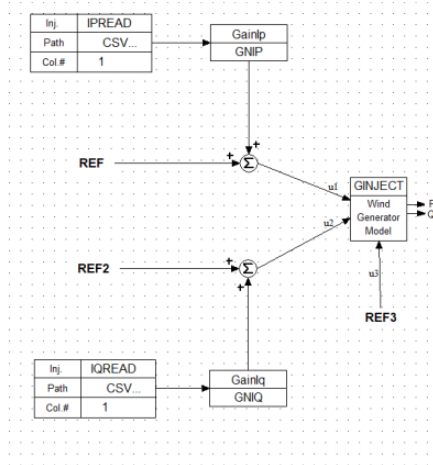 Inj. IPREAD
Path CSV...
Col.# 1
GainIp
GNIP
+
REF
+
Σ
u1
GINJECT
Wind
Generator
Model
P
Q
u2
REF2
+
Σ
+
u3
REF3
Inj. IQREAD
Path CSV...
Col.# 1
GainIq
GNIQ